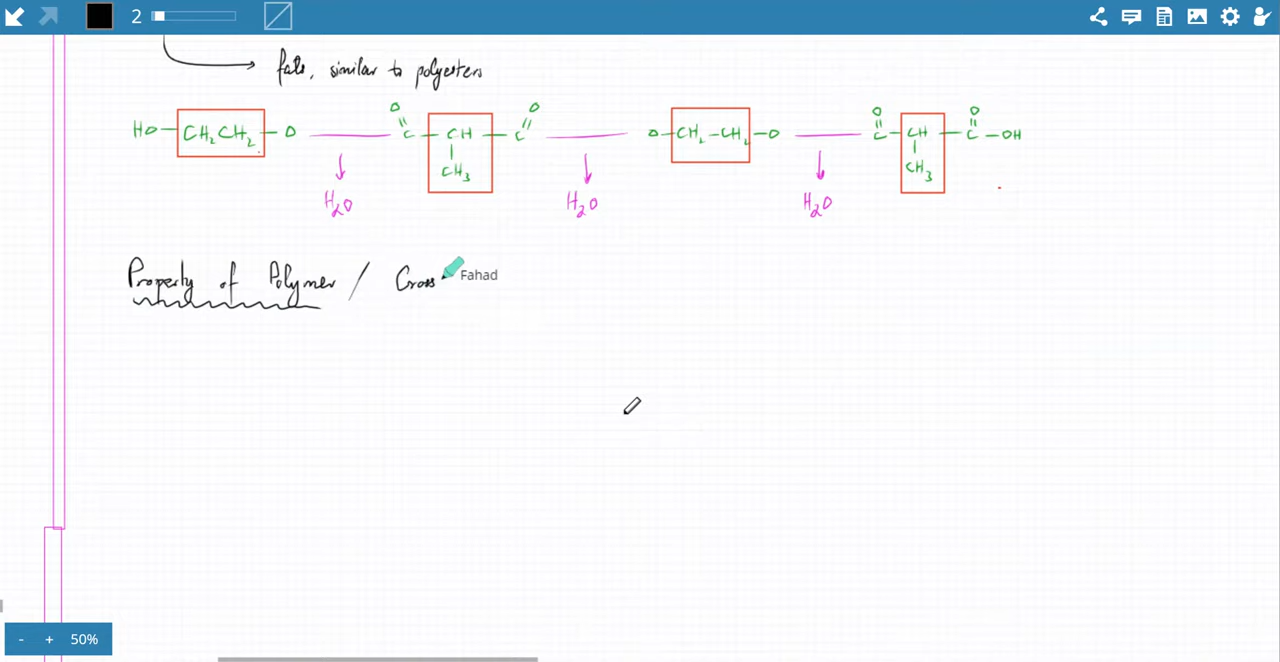 2
fats, similar to polyesters
O O O O
HO-CH2CH2-O C-CH-C O-CH2-CH2-O C-CH-C-OH
CH3 CH3
H2O H2O H2O
Property of Polymer / Cross
Fahad
- + 50%